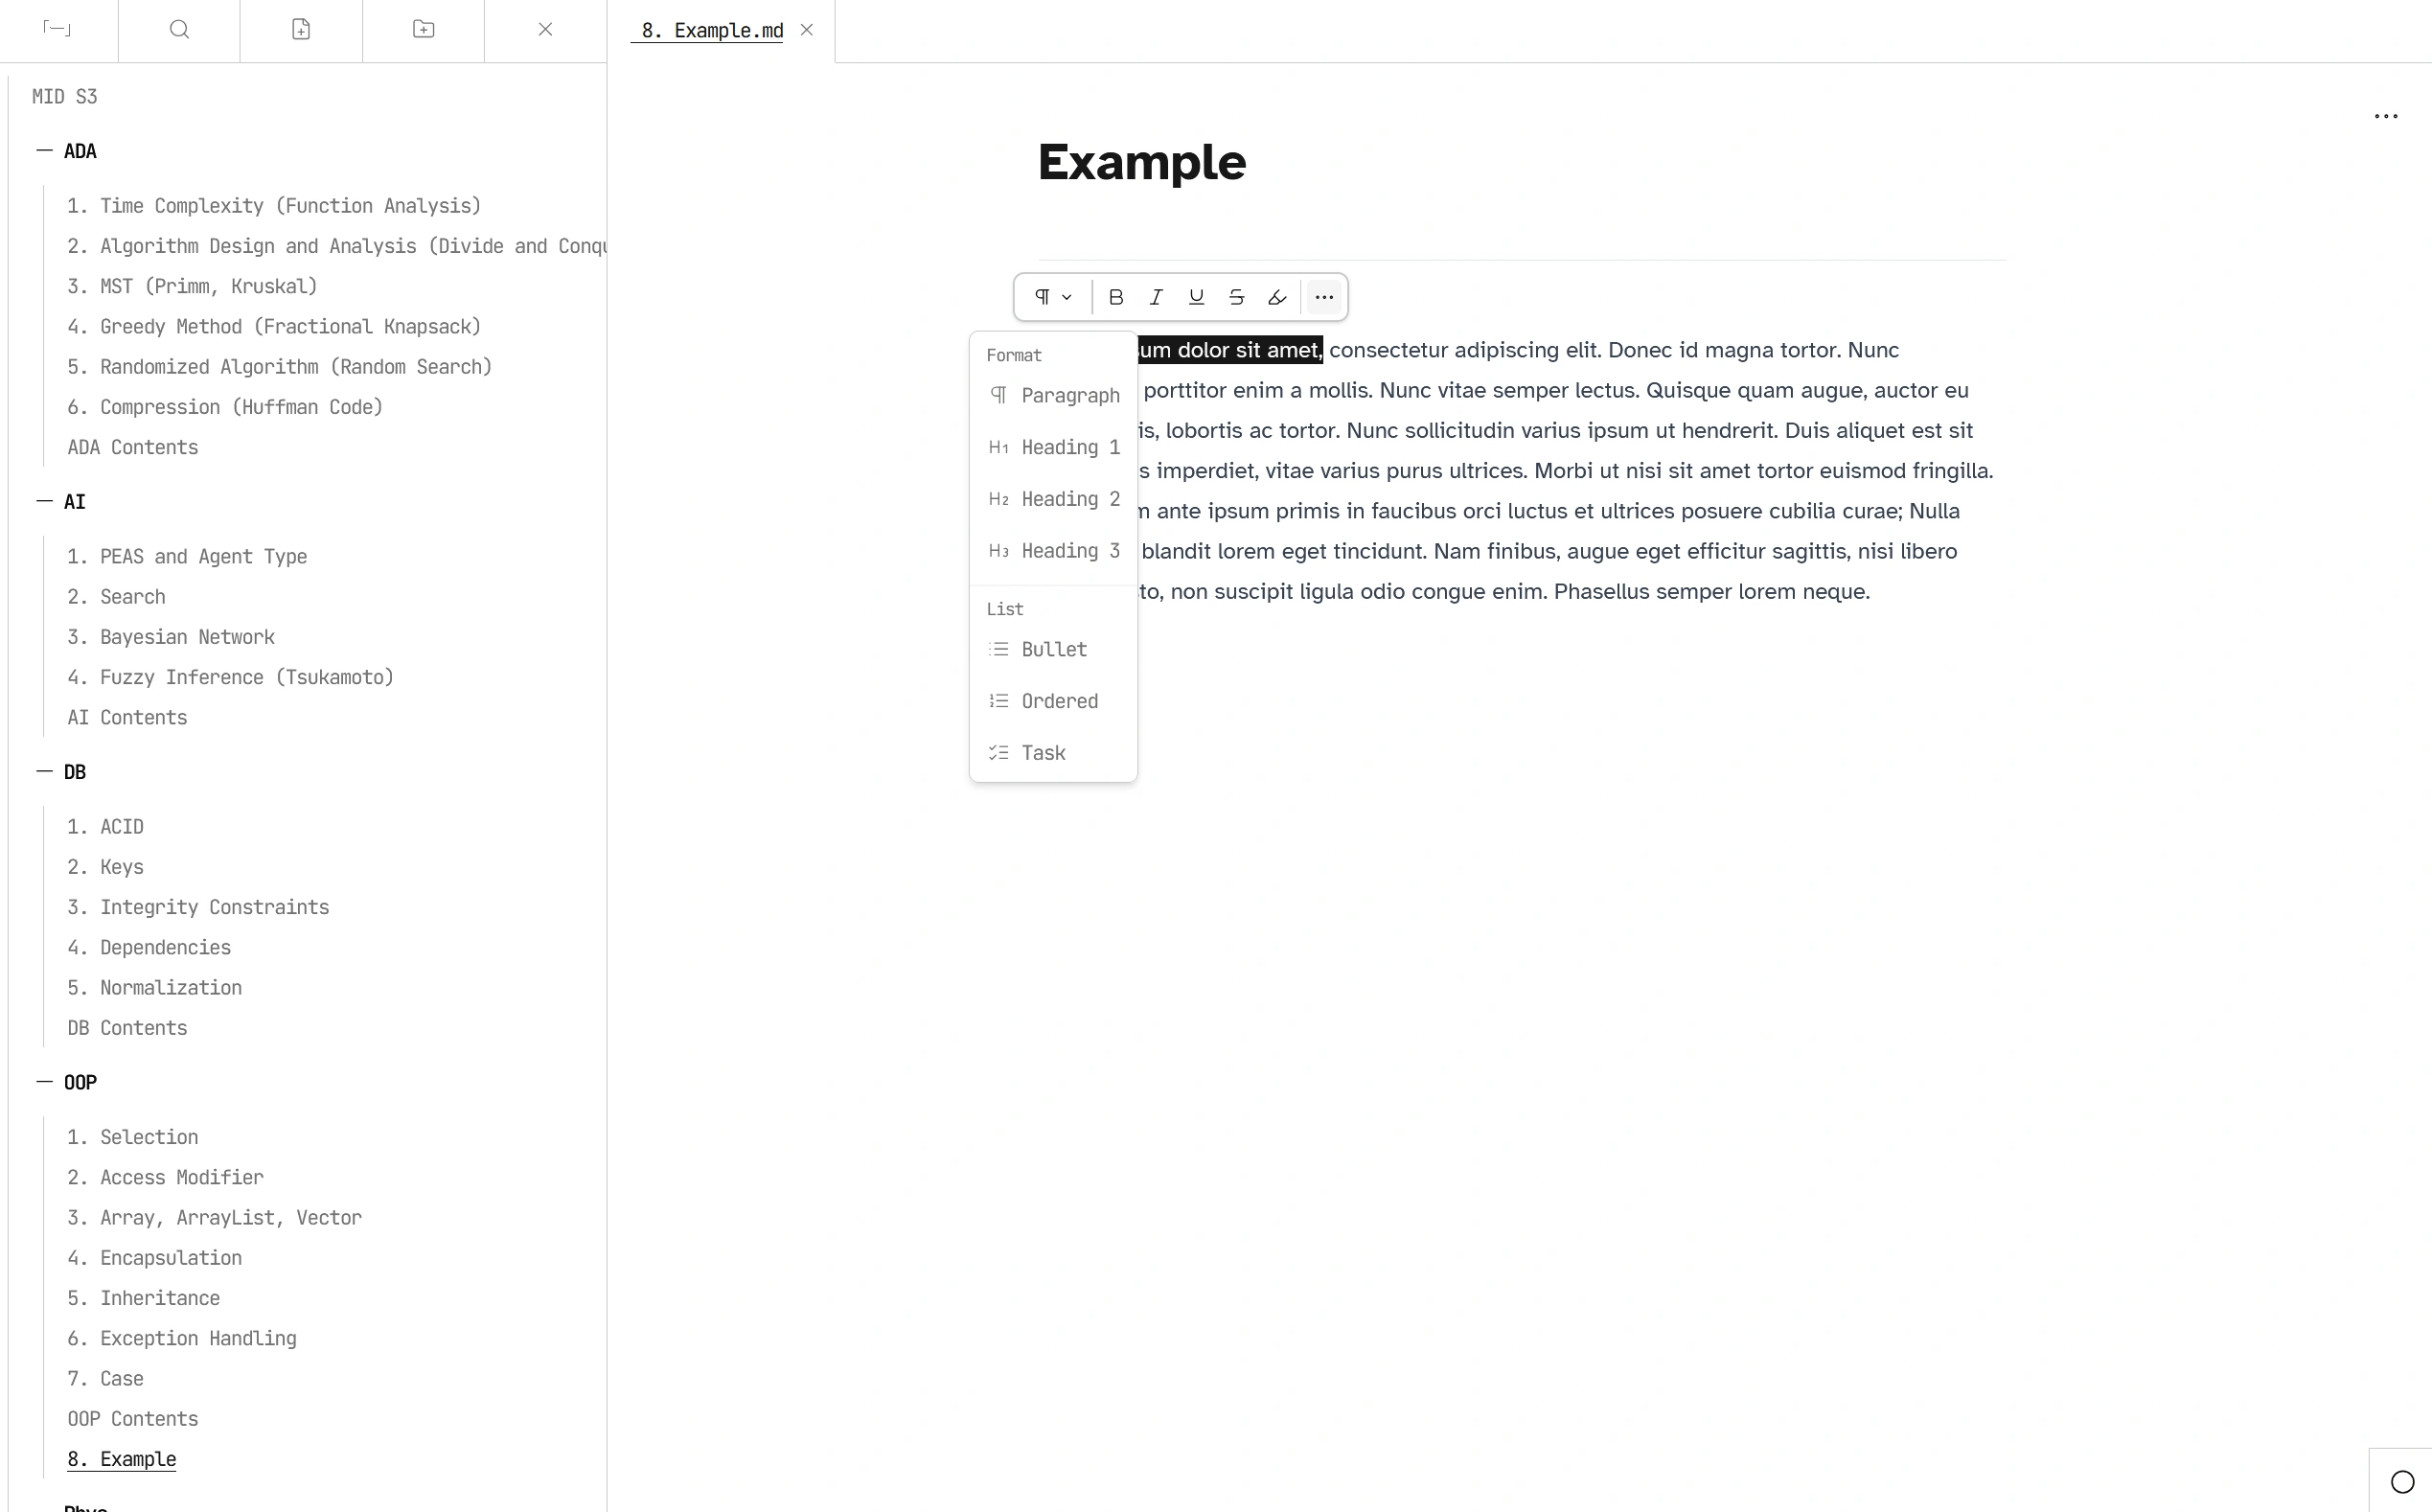 8. Example.md
MID S3
ADA
1. Time Complexity (Function Analysis)
2. Algorithm Design and Analysis (Divide and
3. MST (Primm, Kruskal)
4. Greedy Method (Fractional Knapsack)
5. Randomized Algorithm (Random Search)
6. Compression (Huffman Code)
ADA Contents
AI
1. PEAS and Agent Type
2. Search
3. Bayesian Network
4. Fuzzy Inference (Tsukamoto)
AI Contents
DB
1. ACID
2. Keys
3. Integrity Constraints
4. Dependencies
5. Normalization
DB Contents
OOP
1. Selection
2. Access Modifier
3. Array, ArrayList, Vector
4. Encapsulation
5. Inheritance
6. Exception Handling
7. Case
OOP Contents
8. Example
Example
B I U S
dolor sit amet, consectetur adipiscing elit. Donec id magna tortor. Nunc
porttitor enim a mollis. Nunc vitae semper lectus. Quisque quam augue, auctor eu
lobortis ac tortor. Nunc sollicitudin varius ipsum ut hendrerit. Duis aliquet est sit
imperdiet, vitae varius purus ultrices. Morbi ut nisi sit amet tortor euismod fringilla.
ante ipsum primis in faucibus orci luctus et ultrices posuere cubilia curae; Nulla
blandit lorem eget tincidunt. Nam finibus, augue eget efficitur sagittis, nisi libero
non suscipit ligula odio congue enim. Phasellus semper lorem neque.
Format
Paragraph
H1 Heading 1
H2 Heading 2
H3 Heading 3
List
Bullet
Ordered
Task